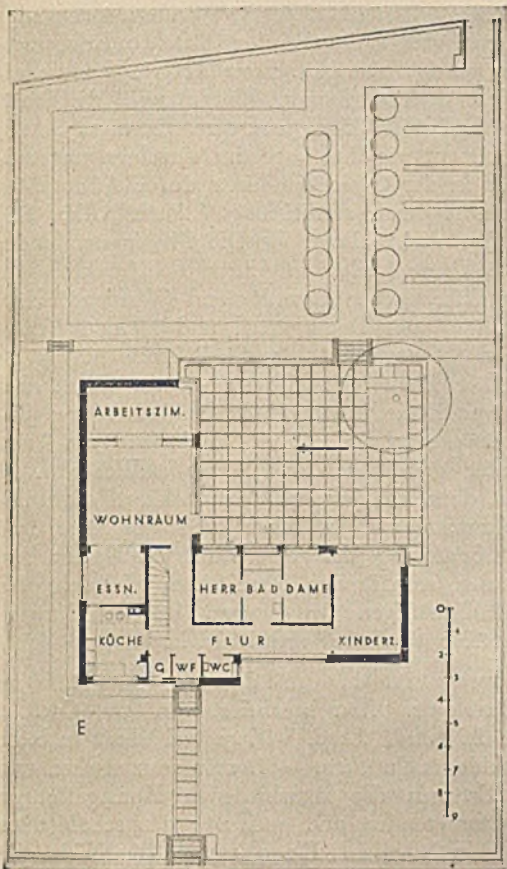 ARBEITSZIM.
WOHNRAUM
ESSN.
HERR BAD DAME
KÜCHE
FLUR
KINDERZ.
G WF WC
E
0
1
2
3
4
5
6
7
8
9